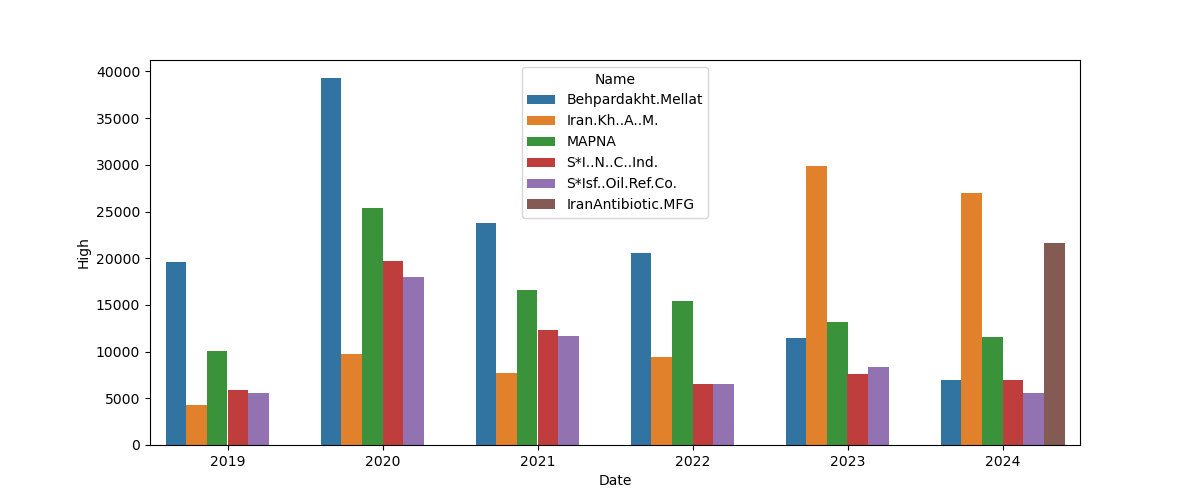 Name
Behpardakht.Mellat
Iran.Kh..A..M.
MAPNA
S*I..N..C..Ind.
S*Isf..Oil.Ref.Co.
IranAntibiotic.MFG
High
40000
35000
30000
25000
20000
15000
10000
5000
0
2019 2020 2021 2022 2023 2024
Date